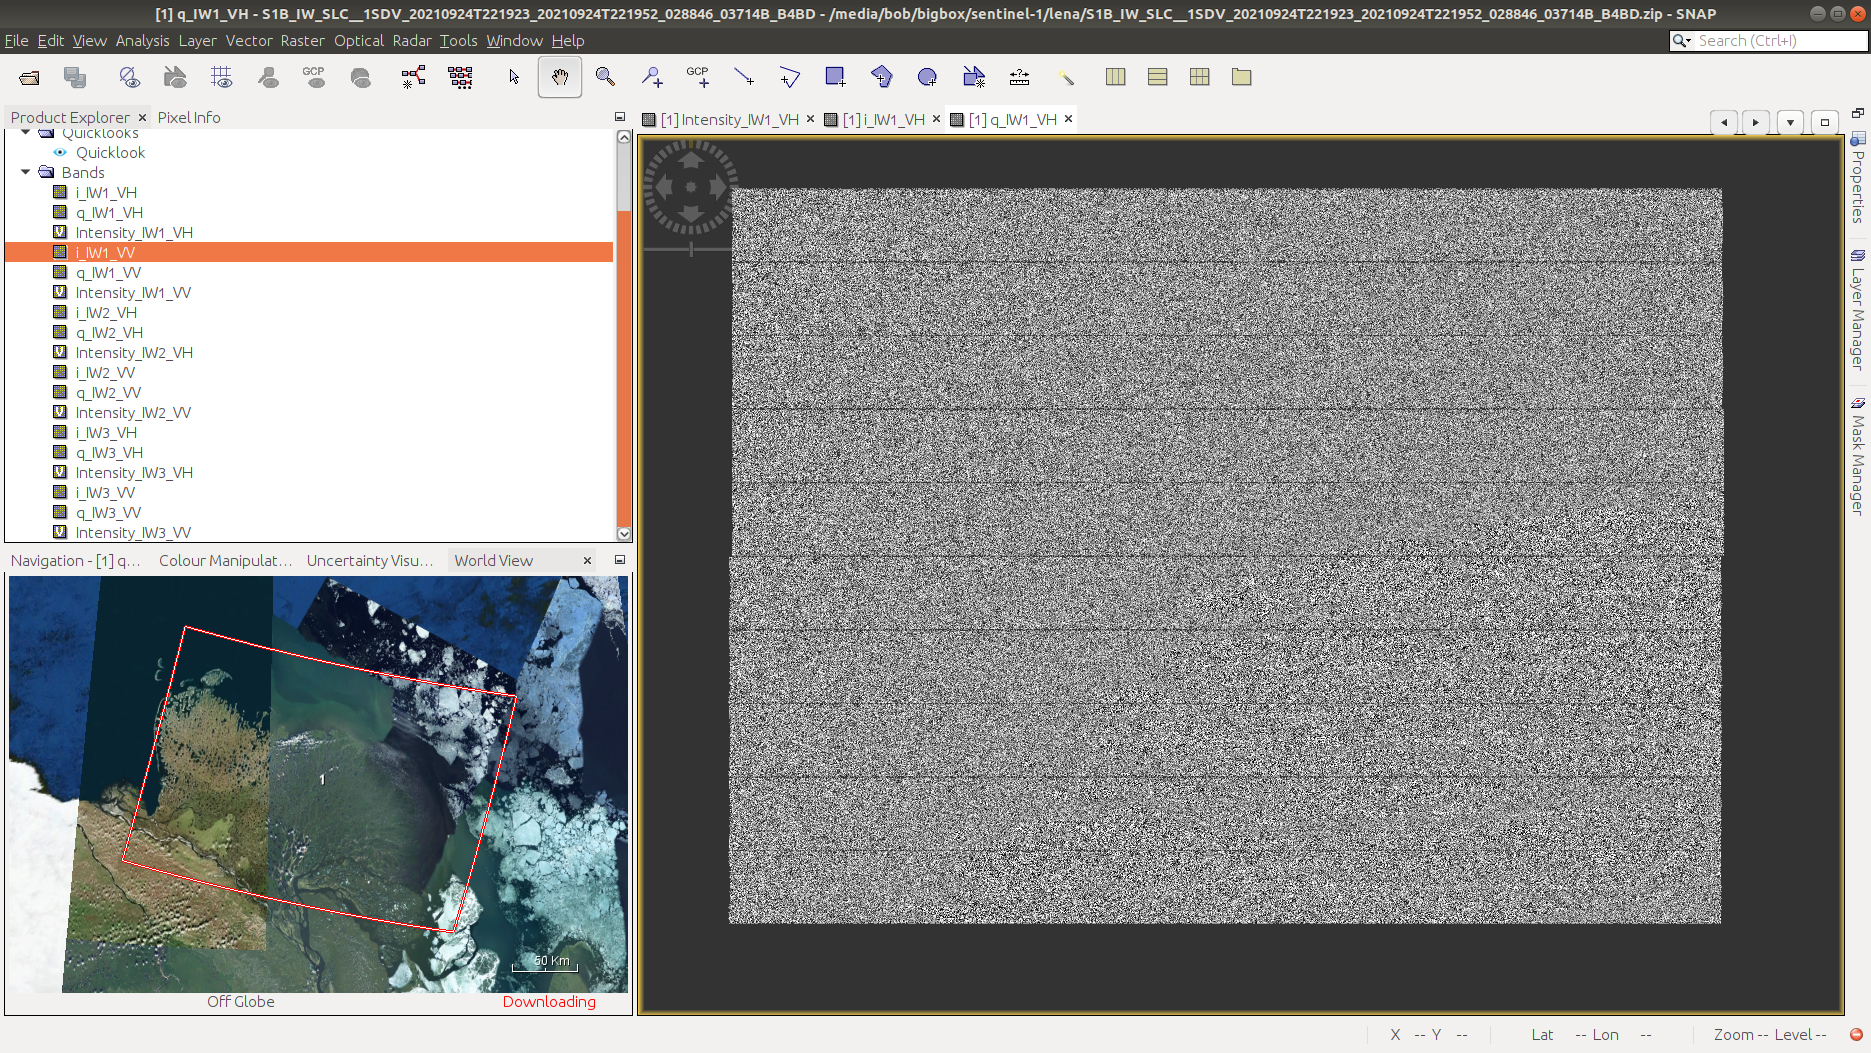 [1] q_IW1_VH - S1B_IW_SLC__1SDV_20210924T221923_20210924T221952_028846_03714B_B4BD - /media/bob/bigbox/sentinel-1/lena/S1B_IW_SLC__1SDV_20210924T221923_20210924T221952_028846_03714B_B4BD.zip - SNAP
File Edit View Analysis Layer Vector Raster Optical Radar Tools Window Help
Search (Ctrl+I)
GCP GCP
Product Explorer Pixel Info
Quicklooks
Quicklook
Bands
i_IW1_VH
q_IW1_VH
Intensity_IW1_VH
i_IW1_VV
q_IW1_VV
Intensity_IW1_VV
i_IW2_VH
q_IW2_VH
Intensity_IW2_VH
i_IW2_VV
q_IW2_VV
Intensity_IW2_VV
i_IW3_VH
q_IW3_VH
Intensity_IW3_VH
i_IW3_VV
q_IW3_VV
Intensity_IW3_VV
Navigation - [1] q... Colour Manipulat... Uncertainty Visu... World View
1
50 Km
Off Globe Downloading
[1] Intensity_IW1_VH [1] i_IW1_VH [1] q_IW1_VH
Properties
Layer Manager
Mask Manager
X -- Y -- Lat -- Lon -- Zoom -- Level --